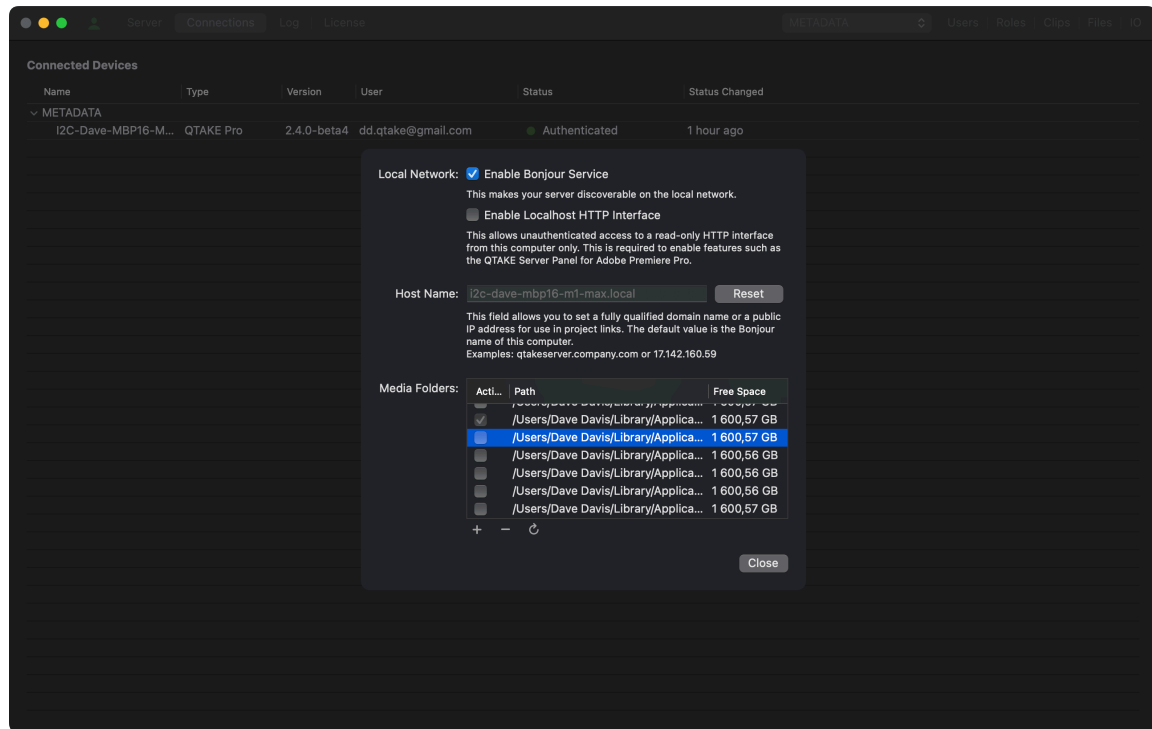 Server Connections Log License METADATA Users Roles Clips Files IO
Connected Devices
Name Type Version User Status Status Changed
METADATA
I2C-Dave-MBP16-M... QTAKE Pro 2.4.0-beta4 dd.qtake@gmail.com Authenticated 1 hour ago
Local Network: Enable Bonjour Service
This makes your server discoverable on the local network.
Enable Localhost HTTP Interface
This allows unauthenticated access to a read-only HTTP interface
from this computer only. This is required to enable features such as
the QTAKE Server Panel for Adobe Premiere Pro.
Host Name: i2c-dave-mbp16-m1-max.local Reset
This field allows you to set a fully qualified domain name or a public
IP address for use in project links. The default value is the Bonjour
name of this computer.
Examples: qtakeserver.company.com or 17.142.160.59
Media Folders: Acti... Path Free Space
/Users/Dave Davis/Library/Applica... 1 600,57 GB
/Users/Dave Davis/Library/Applica... 1 600,57 GB
/Users/Dave Davis/Library/Applica... 1 600,56 GB
/Users/Dave Davis/Library/Applica... 1 600,56 GB
/Users/Dave Davis/Library/Applica... 1 600,56 GB
/Users/Dave Davis/Library/Applica... 1 600,57 GB
Close